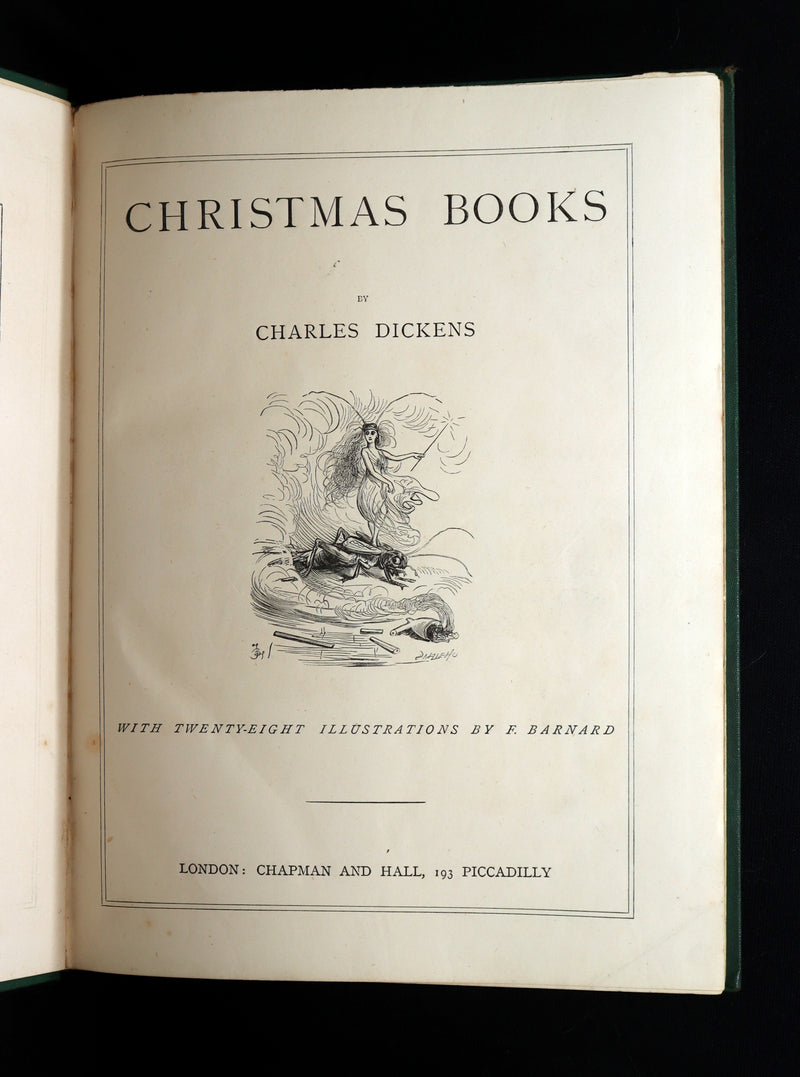 CHRISTMAS BOOKS
BY
CHARLES DICKENS
WITH TWENTY-EIGHT ILLUSTRATIONS BY F. BARNARD
LONDON: CHAPMAN AND HALL, 193 PICCADILLY